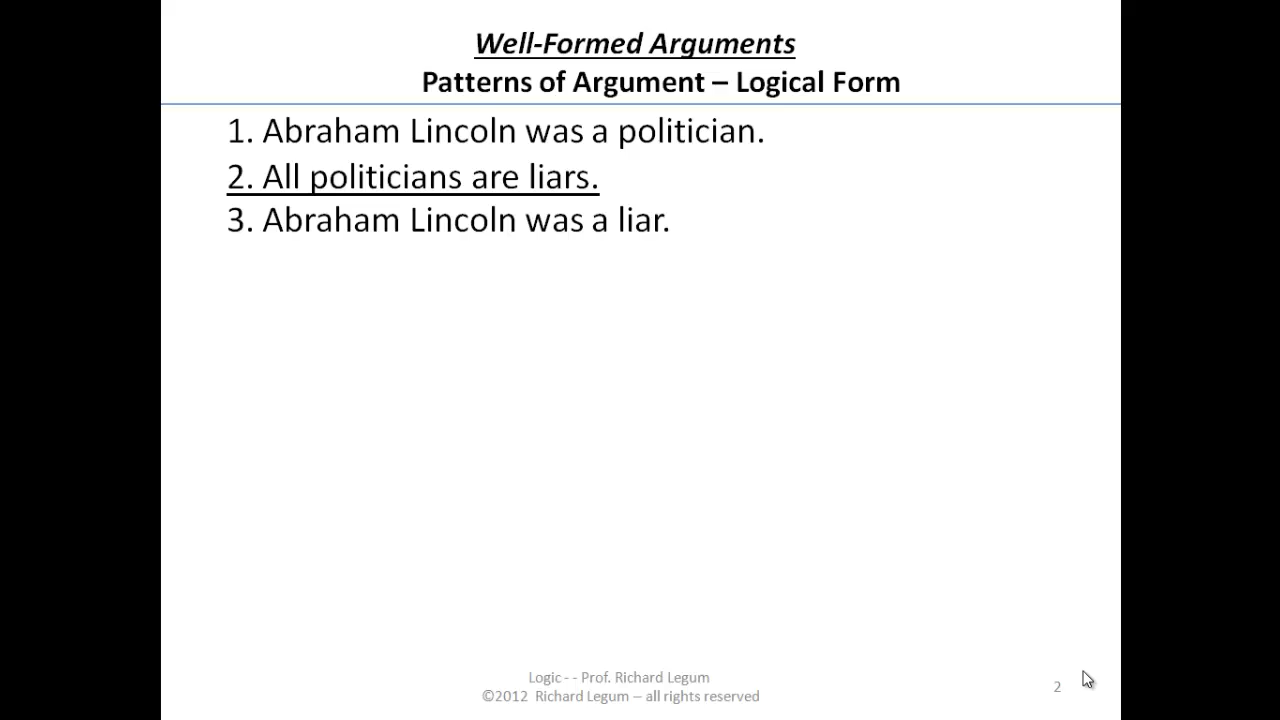 Well-Formed Arguments
Patterns of Argument – Logical Form
1. Abraham Lincoln was a politician.
2. All politicians are liars.
3. Abraham Lincoln was a liar.
Logic - - Prof. Richard Legum
©2012 Richard Legum – all rights reserved
2